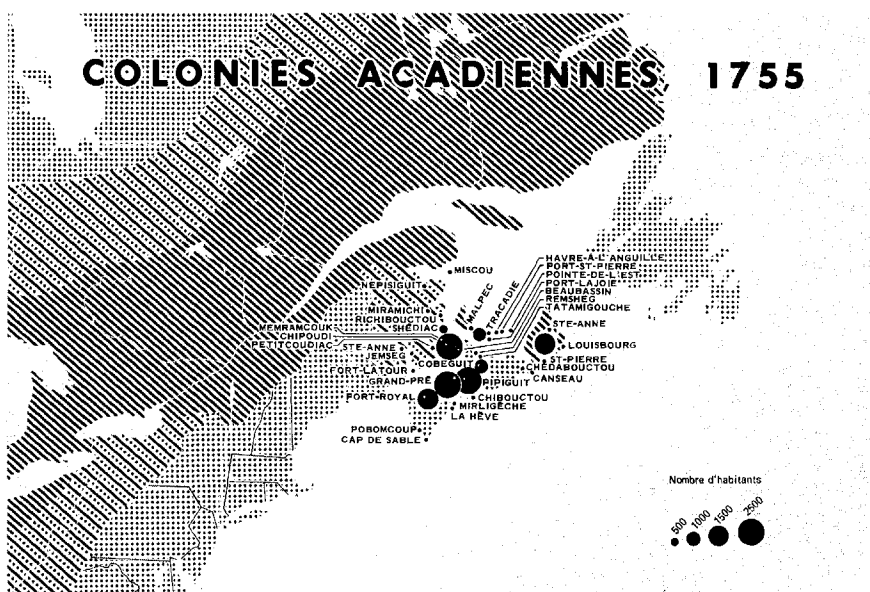 COLONIES ACADIENNES 1755
HAVRE-À-L'ANGUILLE
PORT-ST-PIERRE
POINTE-DE-L'EST
PORT-LAJOIE
BEAUBASSIN
REMSHEG
TATAMIGOUCHE
MISCOU
NÉPISIGUIT
MALPEC
TRACADIE
MIRAMICHI
RICHIBOUCTOU
SHÉDIAC
MEMRAMCOUK
CHIPOUDI
PETITCOUDIAC
STE-ANNE
JEMSEG
STE-ANNE
LOUISBOURG
ST-PIERRE
CHÉDABOUCTOU
CANSEAU
COBEGUIT
FORT-LATOUR
GRAND-PRÉ
PIPIGUIT
FORT-ROYAL
CHIBOUCTOU
MIRLIGÈCHE
LA HÈVE
POBOMCOUP
CAP DE SABLE
Nombre d'habitants
500 1000 1500 2500